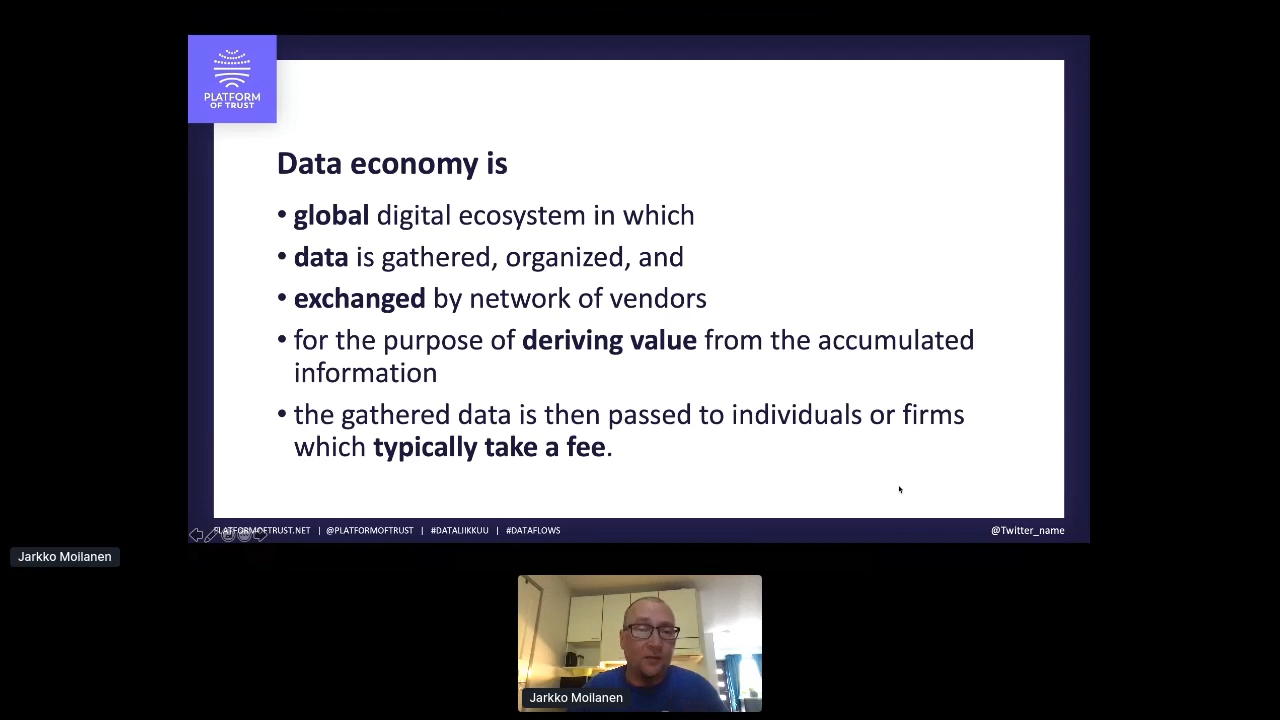 PLATFORM
OF TRUST
Data economy is
• global digital ecosystem in which
• data is gathered, organized, and
• exchanged by network of vendors
• for the purpose of deriving value from the accumulated
information
• the gathered data is then passed to individuals or firms
which typically take a fee.
PLATFORMOFTRUST.NET | @PLATFORMOFTRUST | #DATALIIKKUU | #DATAFLOWS
@Twitter_name
Jarkko Moilanen
Jarkko Moilanen